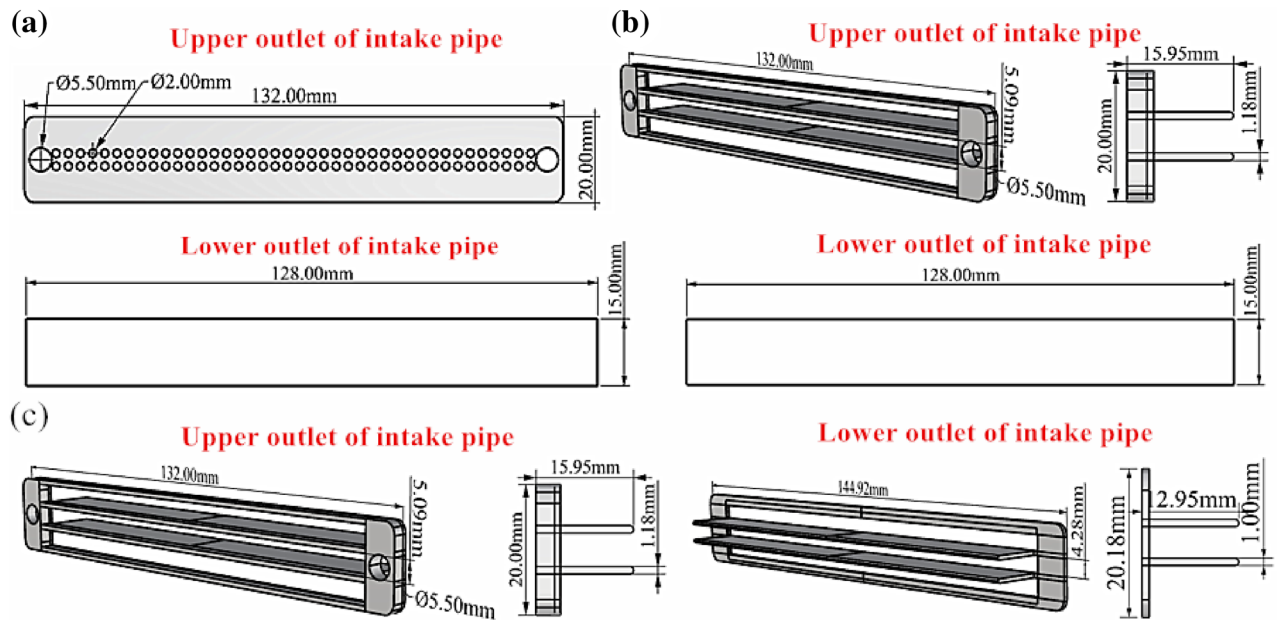 (a)
Upper outlet of intake pipe
Ø5.50mm
Ø2.00mm
132.00mm
20.00mm
Lower outlet of intake pipe
128.00mm
15.00mm
(b)
Upper outlet of intake pipe
132.00mm
5.09mm
Ø5.50mm
15.95mm
20.00mm
1.18mm
Lower outlet of intake pipe
128.00mm
15.00mm
(c)
Upper outlet of intake pipe
132.00mm
5.09mm
Ø5.50mm
15.95mm
20.00mm
1.18mm
Lower outlet of intake pipe
144.92mm
4.28mm
20.18mm
12.95mm
1.00mm